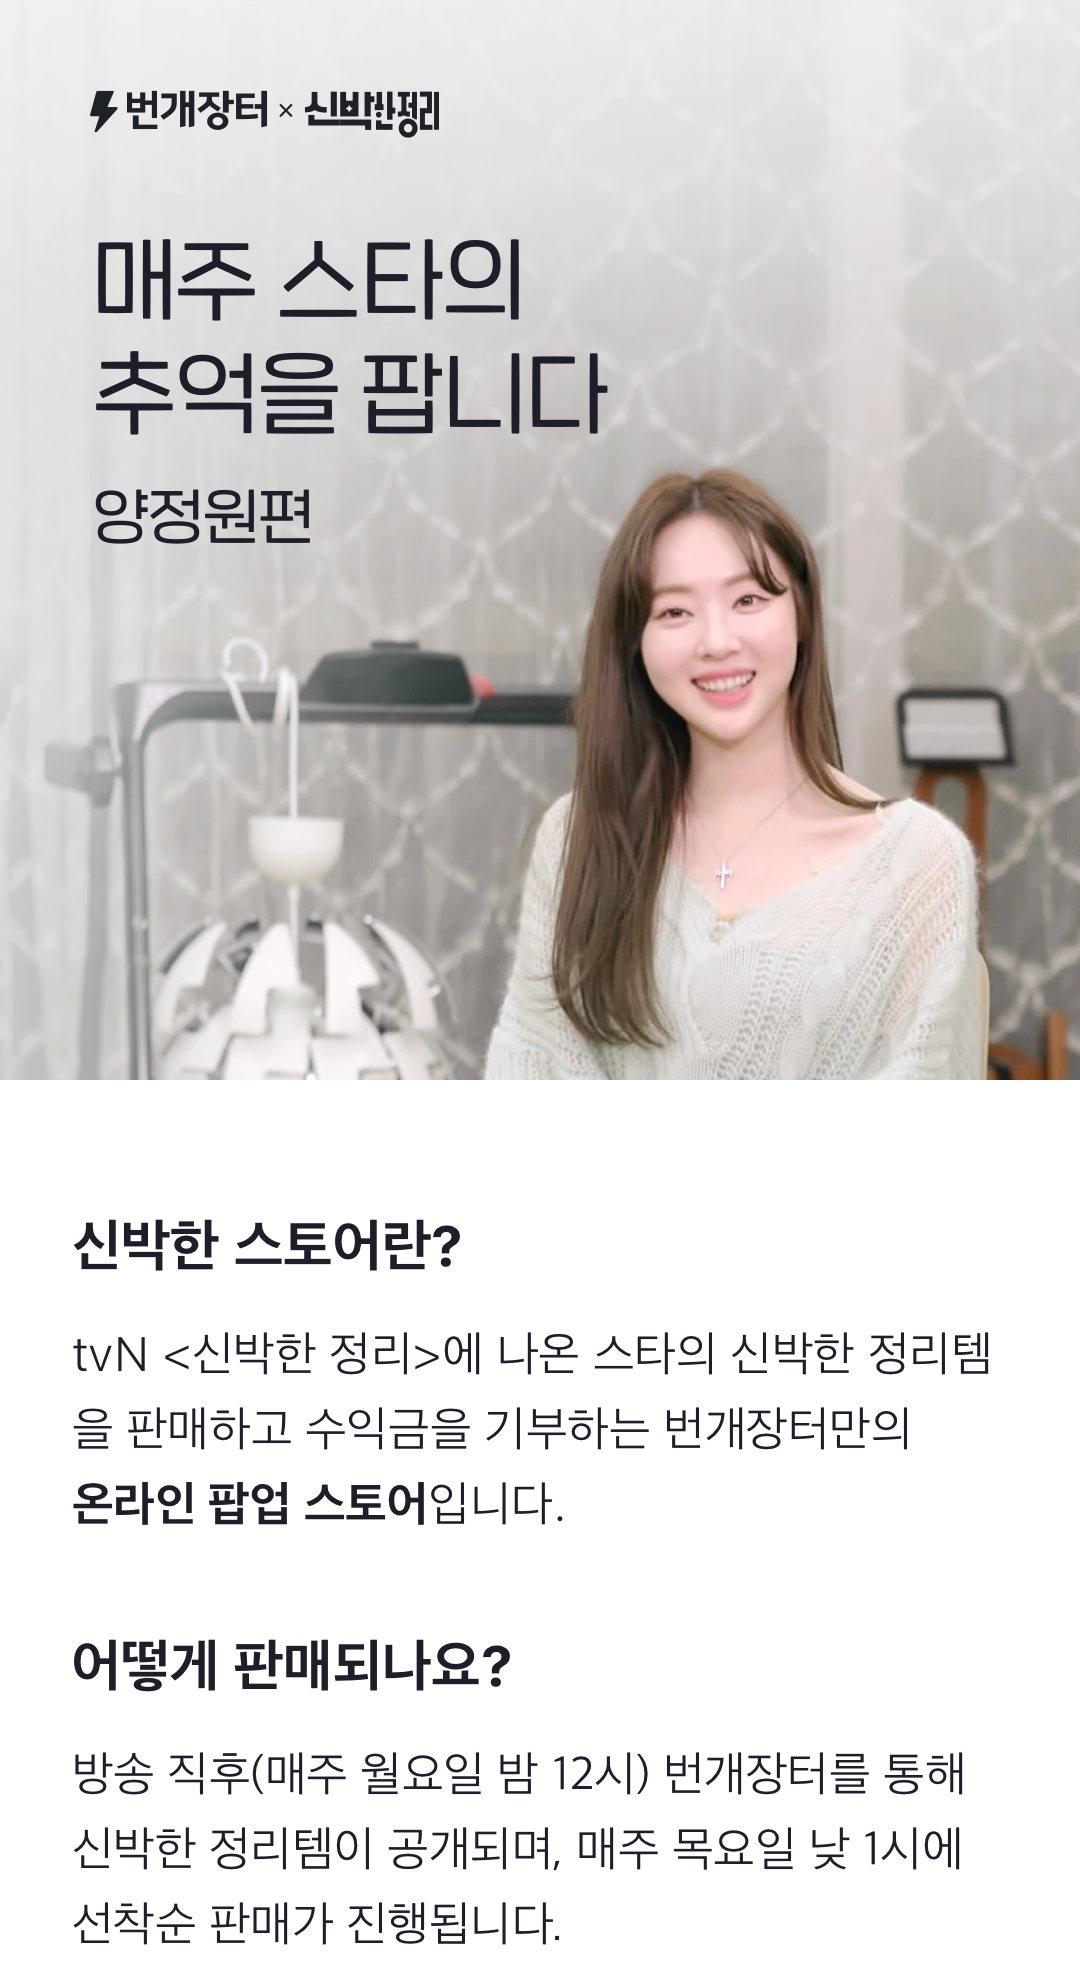 번개장터 × 신박한정리
매주 스타의
추억을 팝니다
양정원편
신박한 스토어란?
tvN <신박한 정리>에 나온 스타의 신박한 정리템
을 판매하고 수익금을 기부하는 번개장터만의
온라인 팝업 스토어입니다.
어떻게 판매되나요?
방송 직후(매주 월요일 밤 12시) 번개장터를 통해
신박한 정리템이 공개되며, 매주 목요일 낮 1시에
선착순 판매가 진행됩니다.